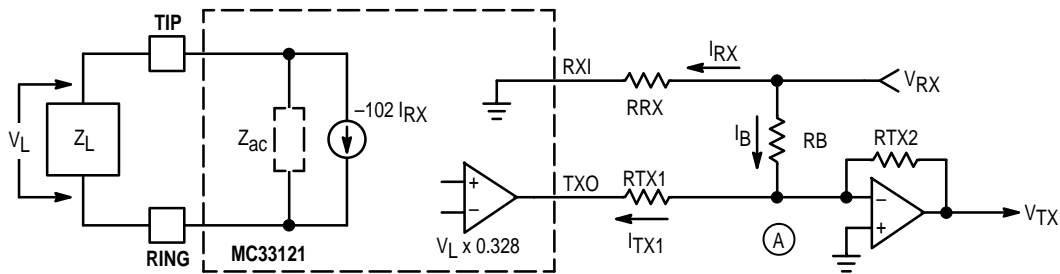 TIP
RING
VL
ZL
Zac
–102 IRX
MC33121
+
–
VL x 0.328
RXI
RRX
IRX
VRX
IB
RB
TXO
RTX1
ITX1
A
RTX2
–
+
VTX